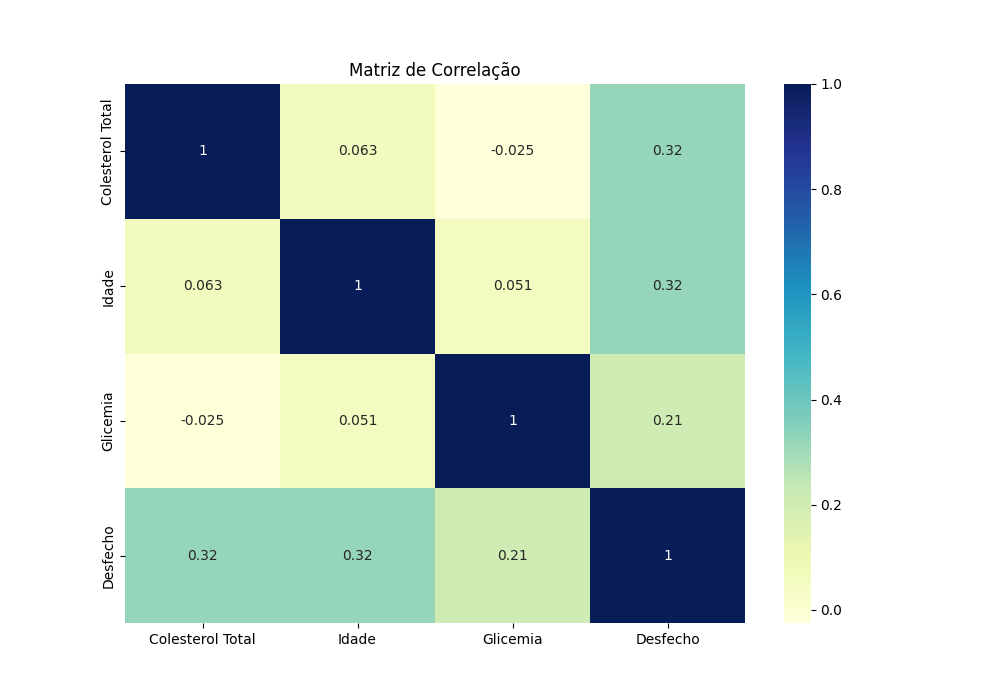 Matriz de Correlação
Colesterol Total
1
0.063
-0.025
0.32
Idade
0.063
1
0.051
0.32
Glicemia
-0.025
0.051
1
0.21
Desfecho
0.32
0.32
0.21
1
Colesterol Total
Idade
Glicemia
Desfecho
1.0
0.8
0.6
0.4
0.2
0.0